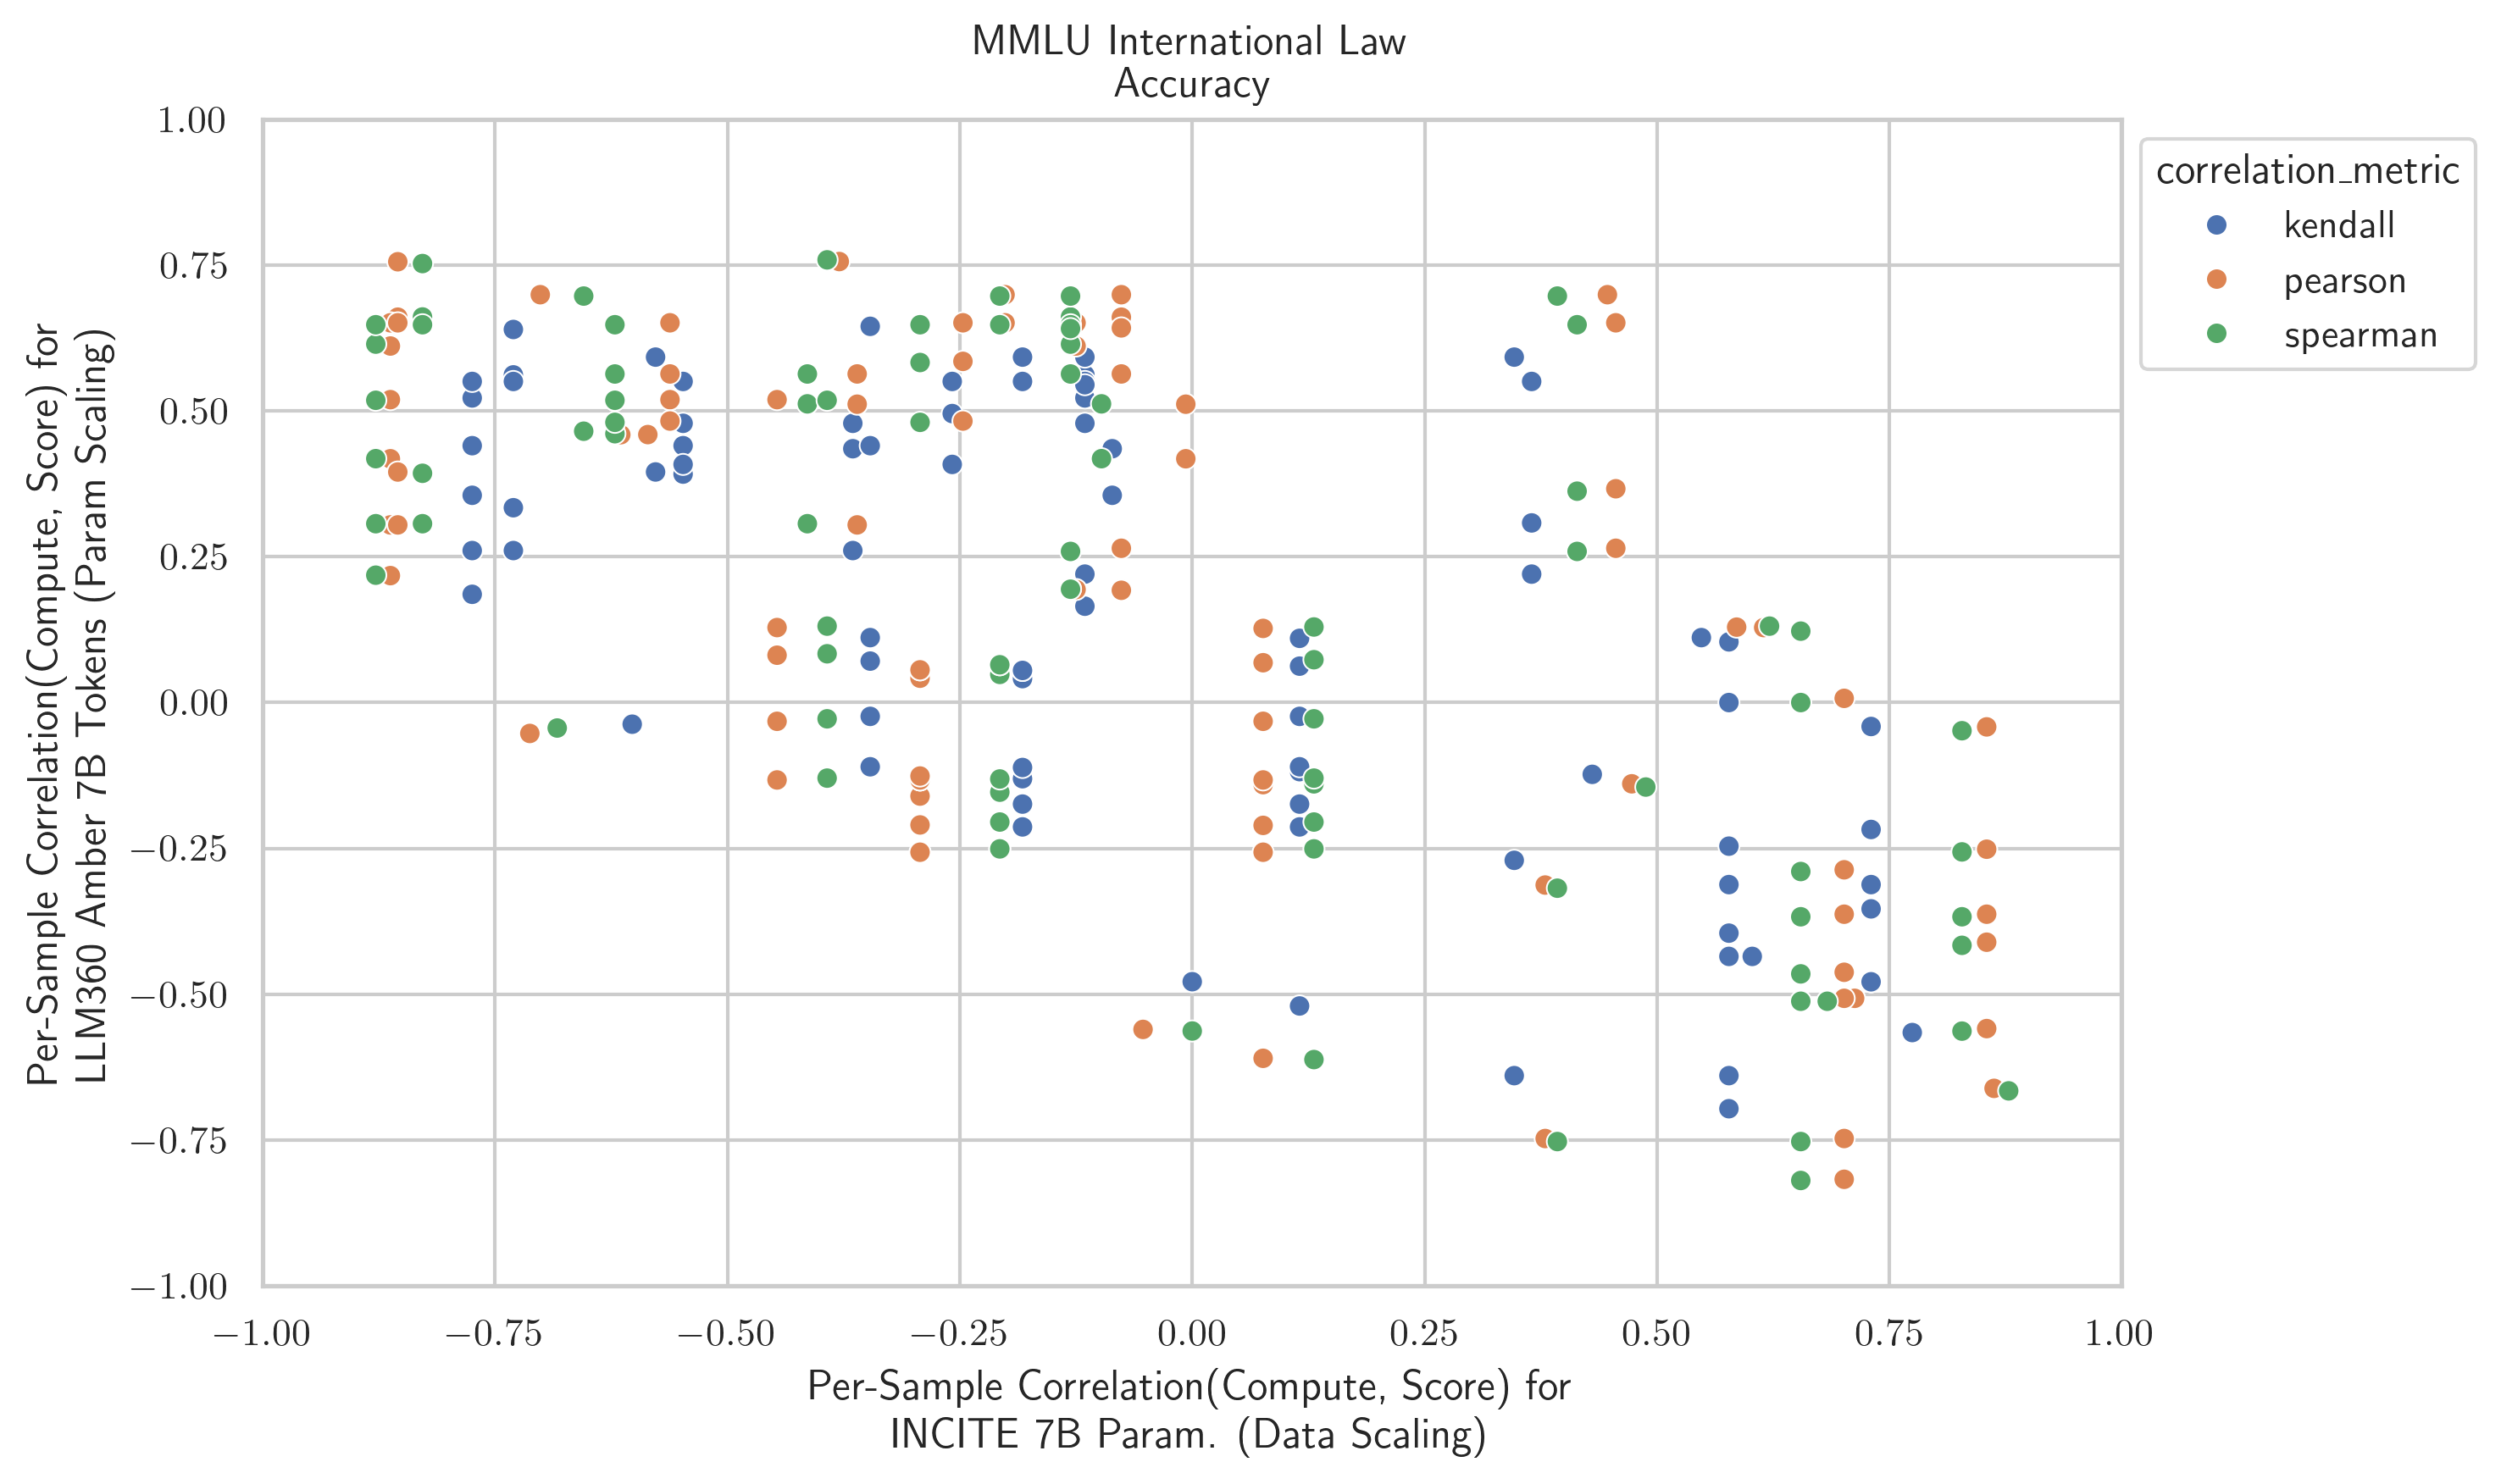 MMLU International Law
Accuracy
1.00
0.75
0.50
0.25
0.00
−0.25
−0.50
−0.75
−1.00
Per-Sample Correlation(Compute, Score) for
LLM360 Amber 7B Tokens (Param Scaling)
−1.00 −0.75 −0.50 −0.25 0.00 0.25 0.50 0.75 1.00
Per-Sample Correlation(Compute, Score) for
INCITE 7B Param. (Data Scaling)
correlation_metric
kendall
pearson
spearman